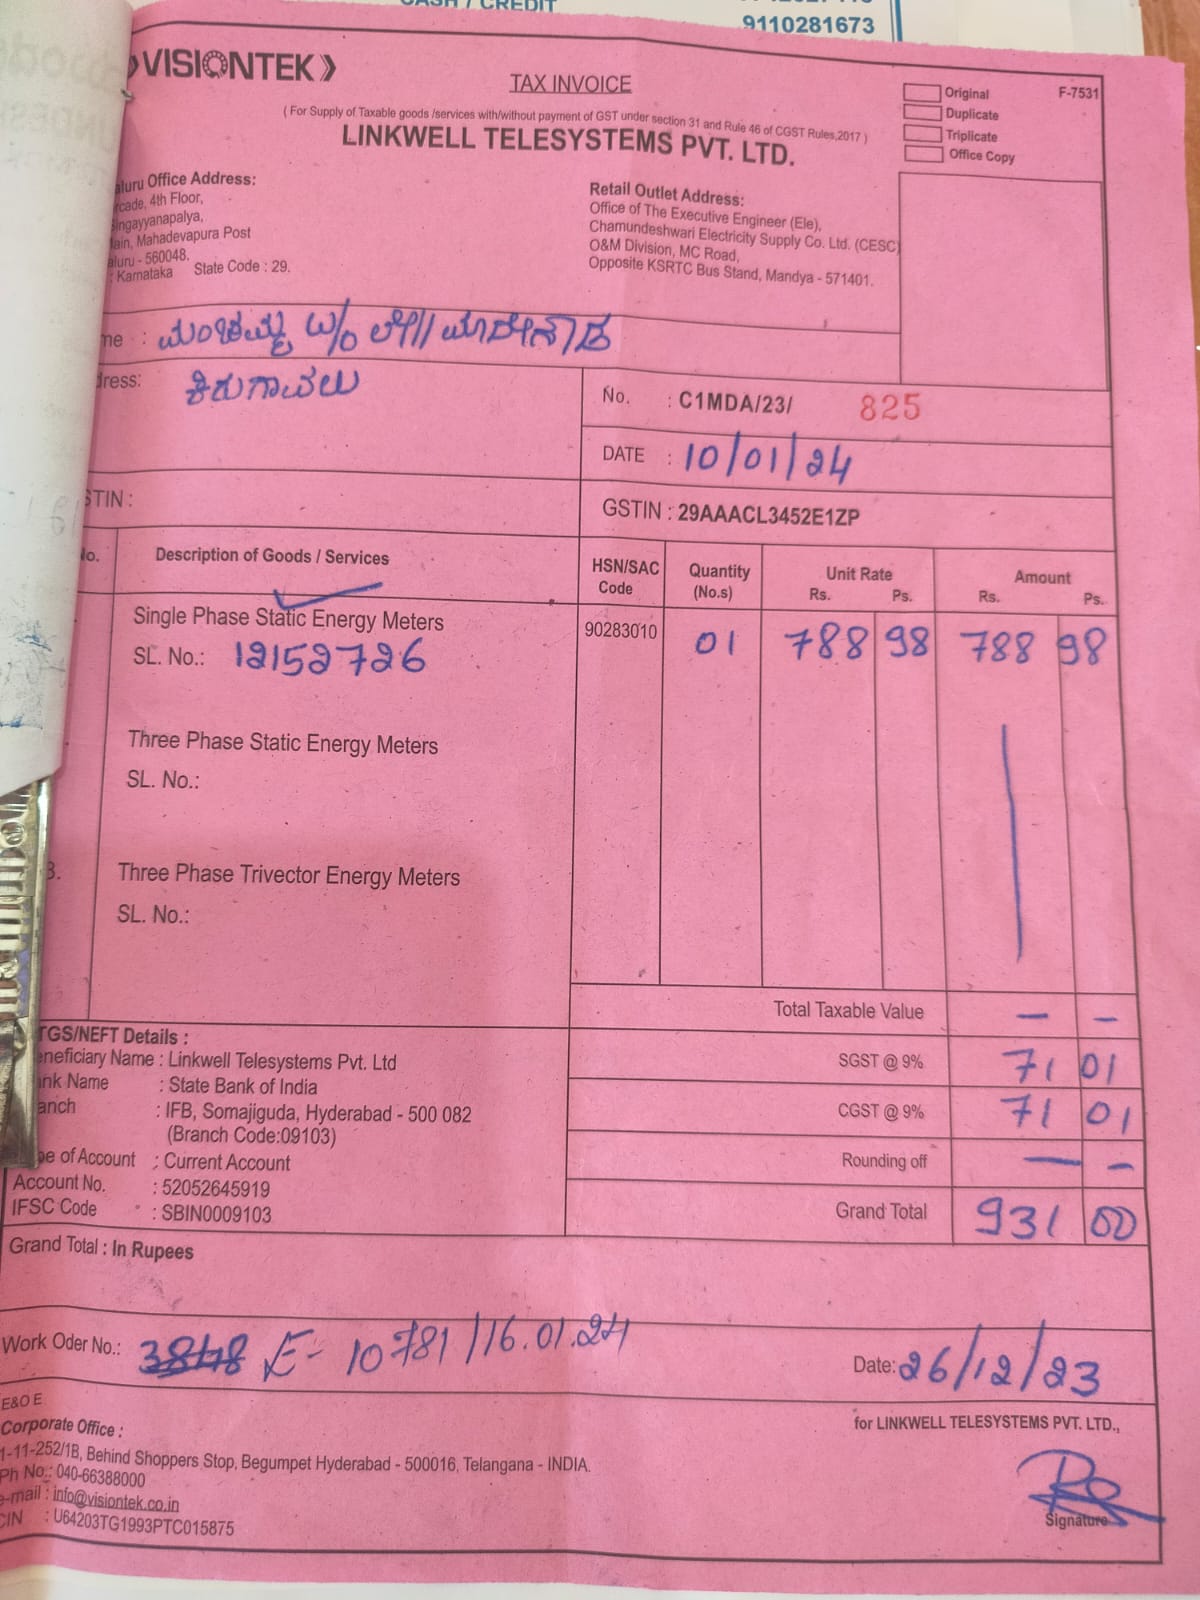 CASH / CREDIT
9110281673
VISIONTEK
TAX INVOICE
F-7531
Original
Duplicate
Triplicate
Office Copy
( For Supply of Taxable goods /services with/without payment of GST under section 31 and Rule 46 of CGST Rules,2017 )
LINKWELL TELESYSTEMS PVT. LTD.
aluru Office Address:
rcade, 4th Floor,
ingayyanapalya,
ain, Mahadevapura Post
aluru - 560048.
: Karnataka State Code : 29.
Retail Outlet Address:
Office of The Executive Engineer (Ele),
Chamundeshwari Electricity Supply Co. Ltd. (CESC)
O&M Division, MC Road,
Opposite KSRTC Bus Stand, Mandya - 571401.
me : ಮಂಚಮ್ಮ W/o ಲೇ||
dress: ಕಿರುಗಾವಲು
No. : C1MDA/23/ 825
DATE : 10/01/24
STIN :
GSTIN : 29AAACL3452E1ZP
No. Description of Goods / Services HSN/SAC Code Quantity (No.s) Unit Rate Rs. Ps. Amount Rs. Ps.
Single Phase Static Energy Meters 90283010 01 788 98 788 98
SL. No.: 12152726
Three Phase Static Energy Meters
SL. No.:
3. Three Phase Trivector Energy Meters
SL. No.:
Total Taxable Value — —
TGS/NEFT Details :
eneficiary Name : Linkwell Telesystems Pvt. Ltd
ank Name : State Bank of India
anch : IFB, Somajiguda, Hyderabad - 500 082
(Branch Code:09103)
pe of Account : Current Account
Account No. : 52052645919
IFSC Code : SBIN0009103
SGST @ 9% 71 01
CGST @ 9% 71 01
Rounding off — —
Grand Total 931 00
Grand Total : In Rupees
Work Oder No.: E- 10781/16.01.24
Date: 26/12/23
E&O E
Corporate Office :
1-11-252/1B, Behind Shoppers Stop, Begumpet Hyderabad - 500016, Telangana - INDIA.
Ph No.: 040-66388000
e-mail : info@visiontek.co.in
CIN : U64203TG1993PTC015875
for LINKWELL TELESYSTEMS PVT. LTD.,
Signature